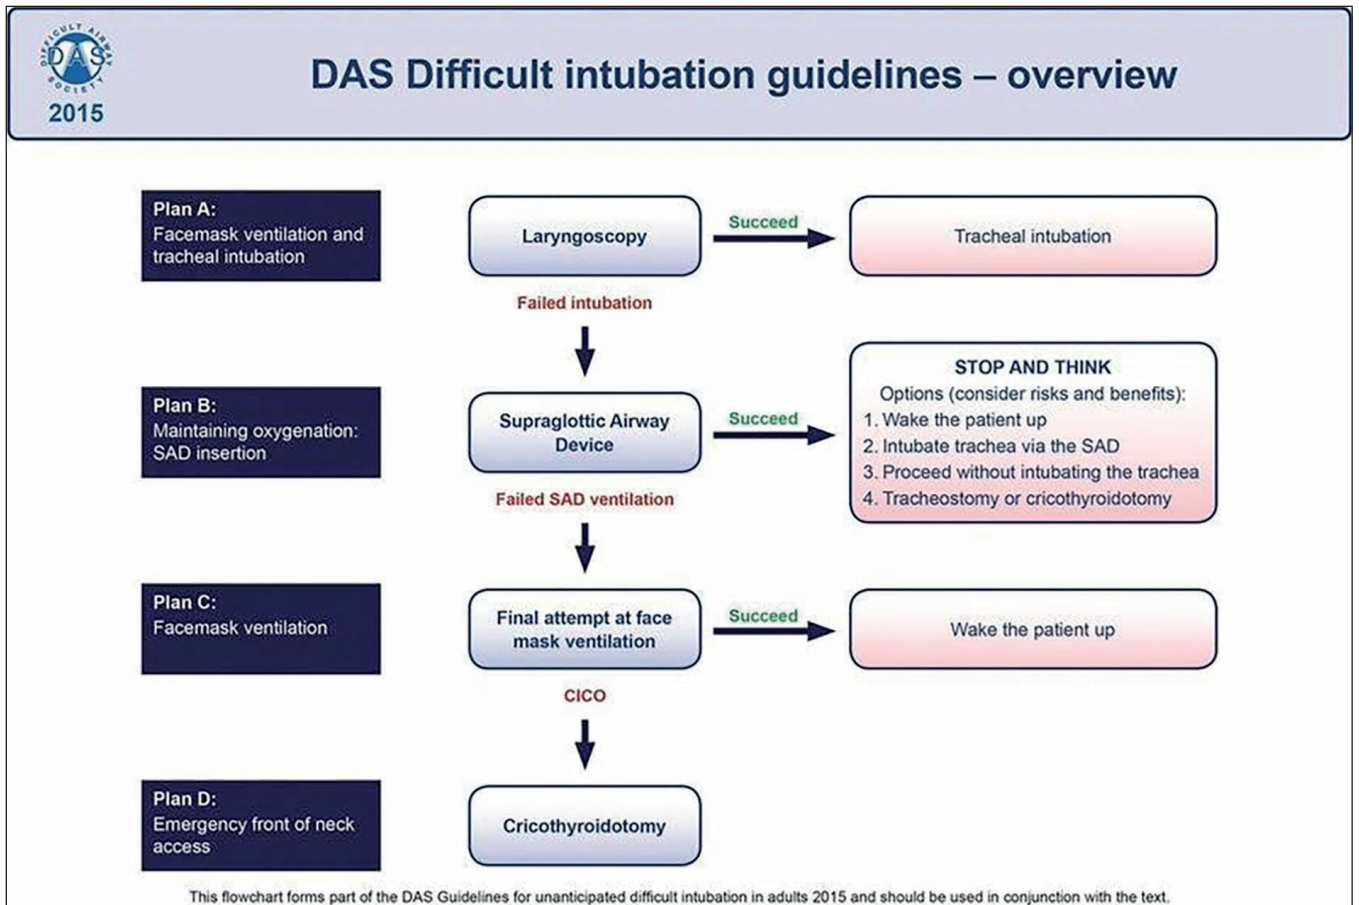 DIFFICULT AIRWAY
DAS
SOCIETY
2015
DAS Difficult intubation guidelines – overview
Plan A:
Facemask ventilation and
tracheal intubation
Laryngoscopy
Succeed
Tracheal intubation
Failed intubation
Plan B:
Maintaining oxygenation:
SAD insertion
Supraglottic Airway
Device
Succeed
STOP AND THINK
Options (consider risks and benefits):
1. Wake the patient up
2. Intubate trachea via the SAD
3. Proceed without intubating the trachea
4. Tracheostomy or cricothyroidotomy
Failed SAD ventilation
Plan C:
Facemask ventilation
Final attempt at face
mask ventilation
Succeed
Wake the patient up
CICO
Plan D:
Emergency front of neck
access
Cricothyroidotomy
This flowchart forms part of the DAS Guidelines for unanticipated difficult intubation in adults 2015 and should be used in conjunction with the text.